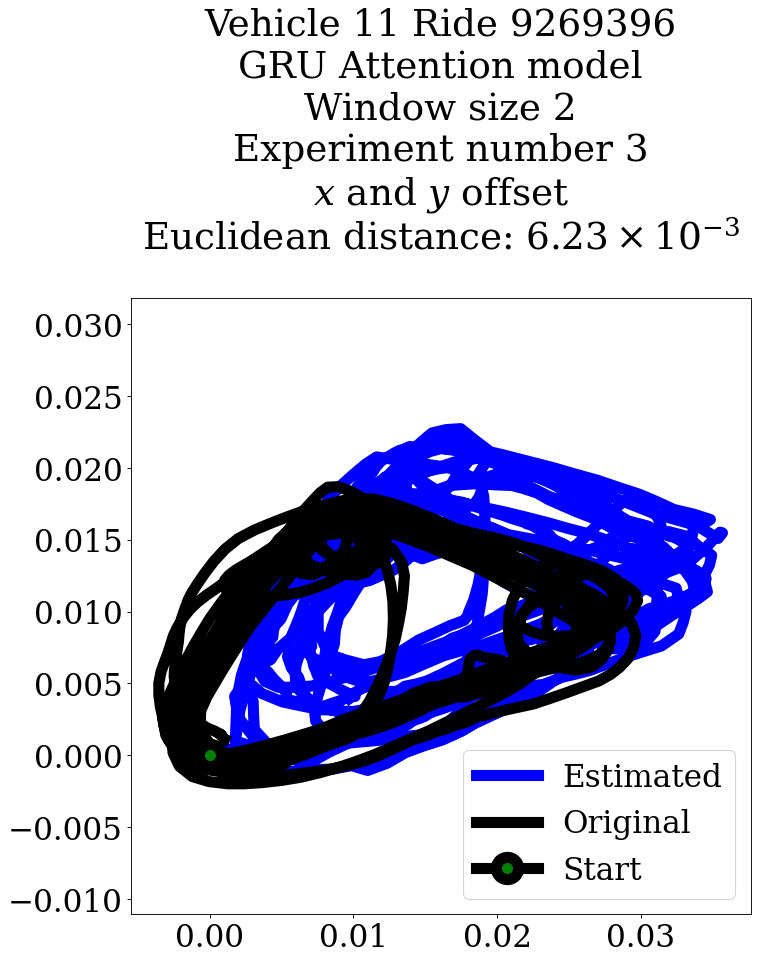 Vehicle 11 Ride 9269396
GRU Attention model
Window size 2
Experiment number 3
x and y offset
Euclidean distance: 6.23 × 10⁻³
0.030
0.025
0.020
0.015
0.010
0.005
0.000
−0.005
−0.010
Estimated
Original
Start
0.00 0.01 0.02 0.03